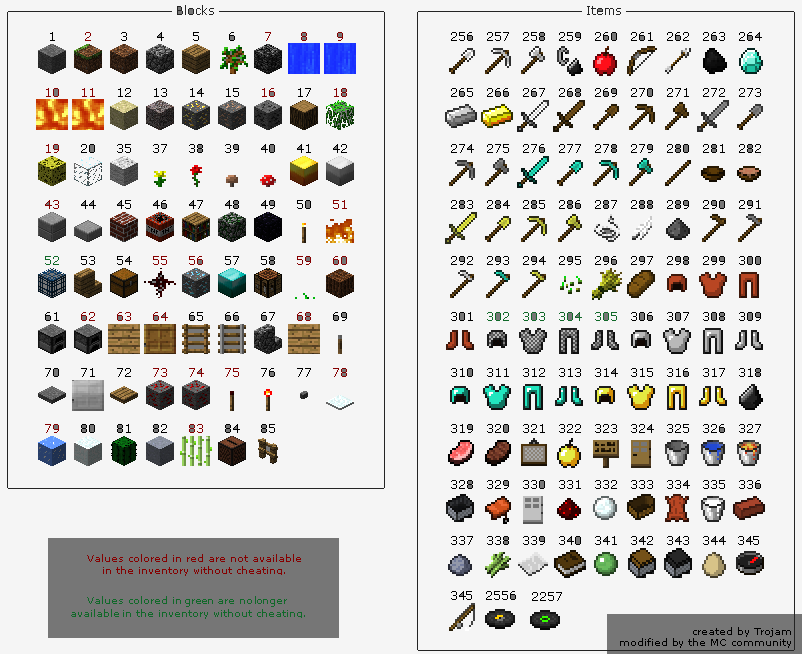 Blocks
1 2 3 4 5 6 7 8 9
10 11 12 13 14 15 16 17 18
19 20 35 37 38 39 40 41 42
43 44 45 46 47 48 49 50 51
52 53 54 55 56 57 58 59 60
61 62 63 64 65 66 67 68 69
70 71 72 73 74 75 76 77 78
79 80 81 82 83 84 85
Values colored in red are not available
in the inventory without cheating.
Values colored in green are no longer
available in the inventory without cheating.
Items
256 257 258 259 260 261 262 263 264
265 266 267 268 269 270 271 272 273
274 275 276 277 278 279 280 281 282
283 284 285 286 287 288 289 290 291
292 293 294 295 296 297 298 299 300
301 302 303 304 305 306 307 308 309
310 311 312 313 314 315 316 317 318
319 320 321 322 323 324 325 326 327
328 329 330 331 332 333 334 335 336
337 338 339 340 341 342 343 344 345
345 2556 2257
created by Trojam
modified by the MC community